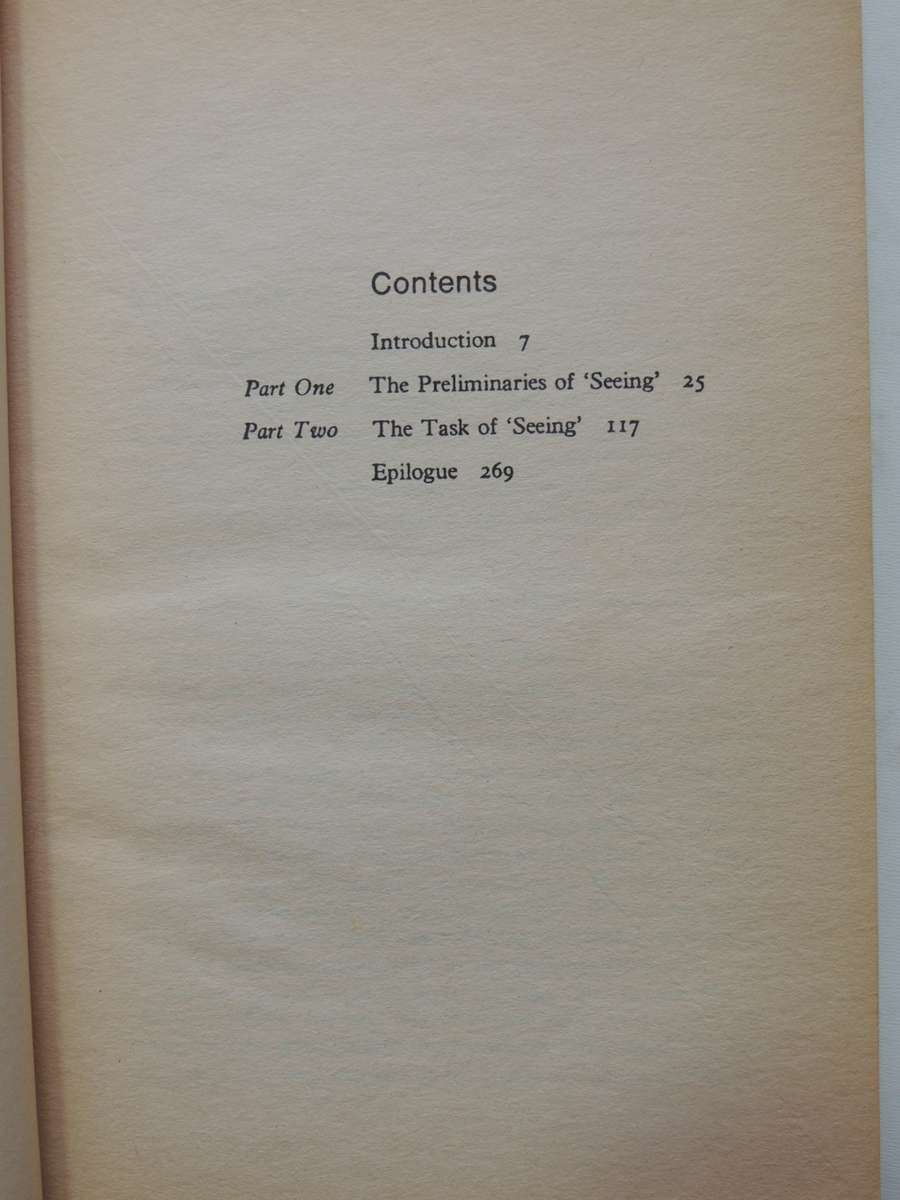 Contents
Introduction 7
Part One The Preliminaries of ‘Seeing’ 25
Part Two The Task of ‘Seeing’ 117
Epilogue 269